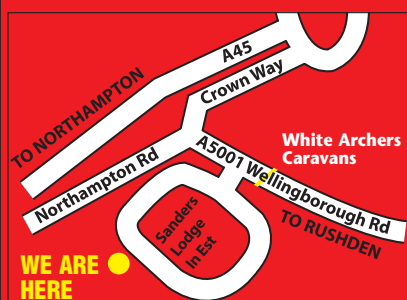 A45
TO NORTHAMPTON
Crown Way
Northampton Rd
A5001 Wellingborough Rd
White Archers
Caravans
Sanders
Lodge
In Est
TO RUSHDEN
WE ARE
HERE